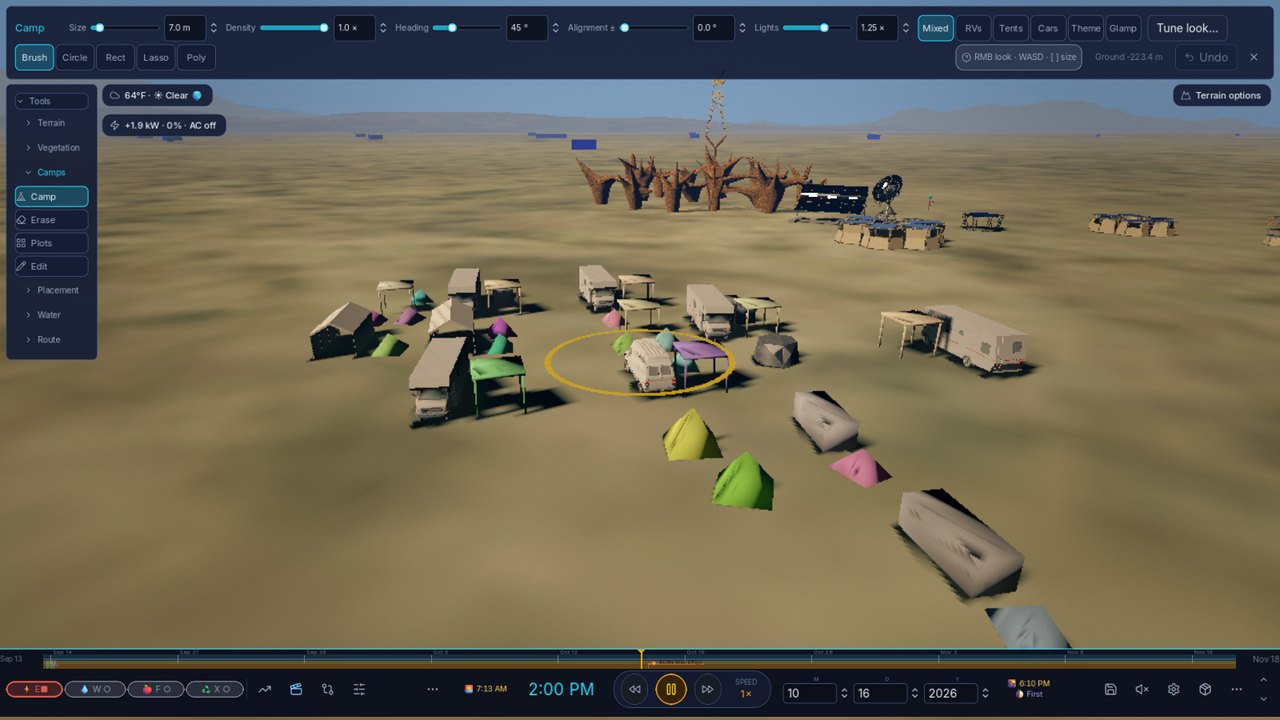 Camp Size 7.0 m Density 1.0 × Heading 45 ° Alignment ± 0.0 ° Lights 1.25 × Mixed RVs Tents Cars Theme Glamp Tune look...
Brush Circle Rect Lasso Poly RMB look · WASD · [ ] size Ground -223.4 m Undo
Tools
Terrain
Vegetation
Camps
Camp
Erase
Plots
Edit
Placement
Water
Route
64°F · Clear
+1.9 kW · 0% · AC off
Terrain options
Sep 13 Sep 14 Sep 21 Sep 28 Oct 5 Oct 12 Oct 19 Oct 26 Nov 2 Nov 9 Nov 16 Nov 18
E W F X
7:13 AM 2:00 PM
SPEED
1×
M D Y
10 16 2026
6:10 PM
First